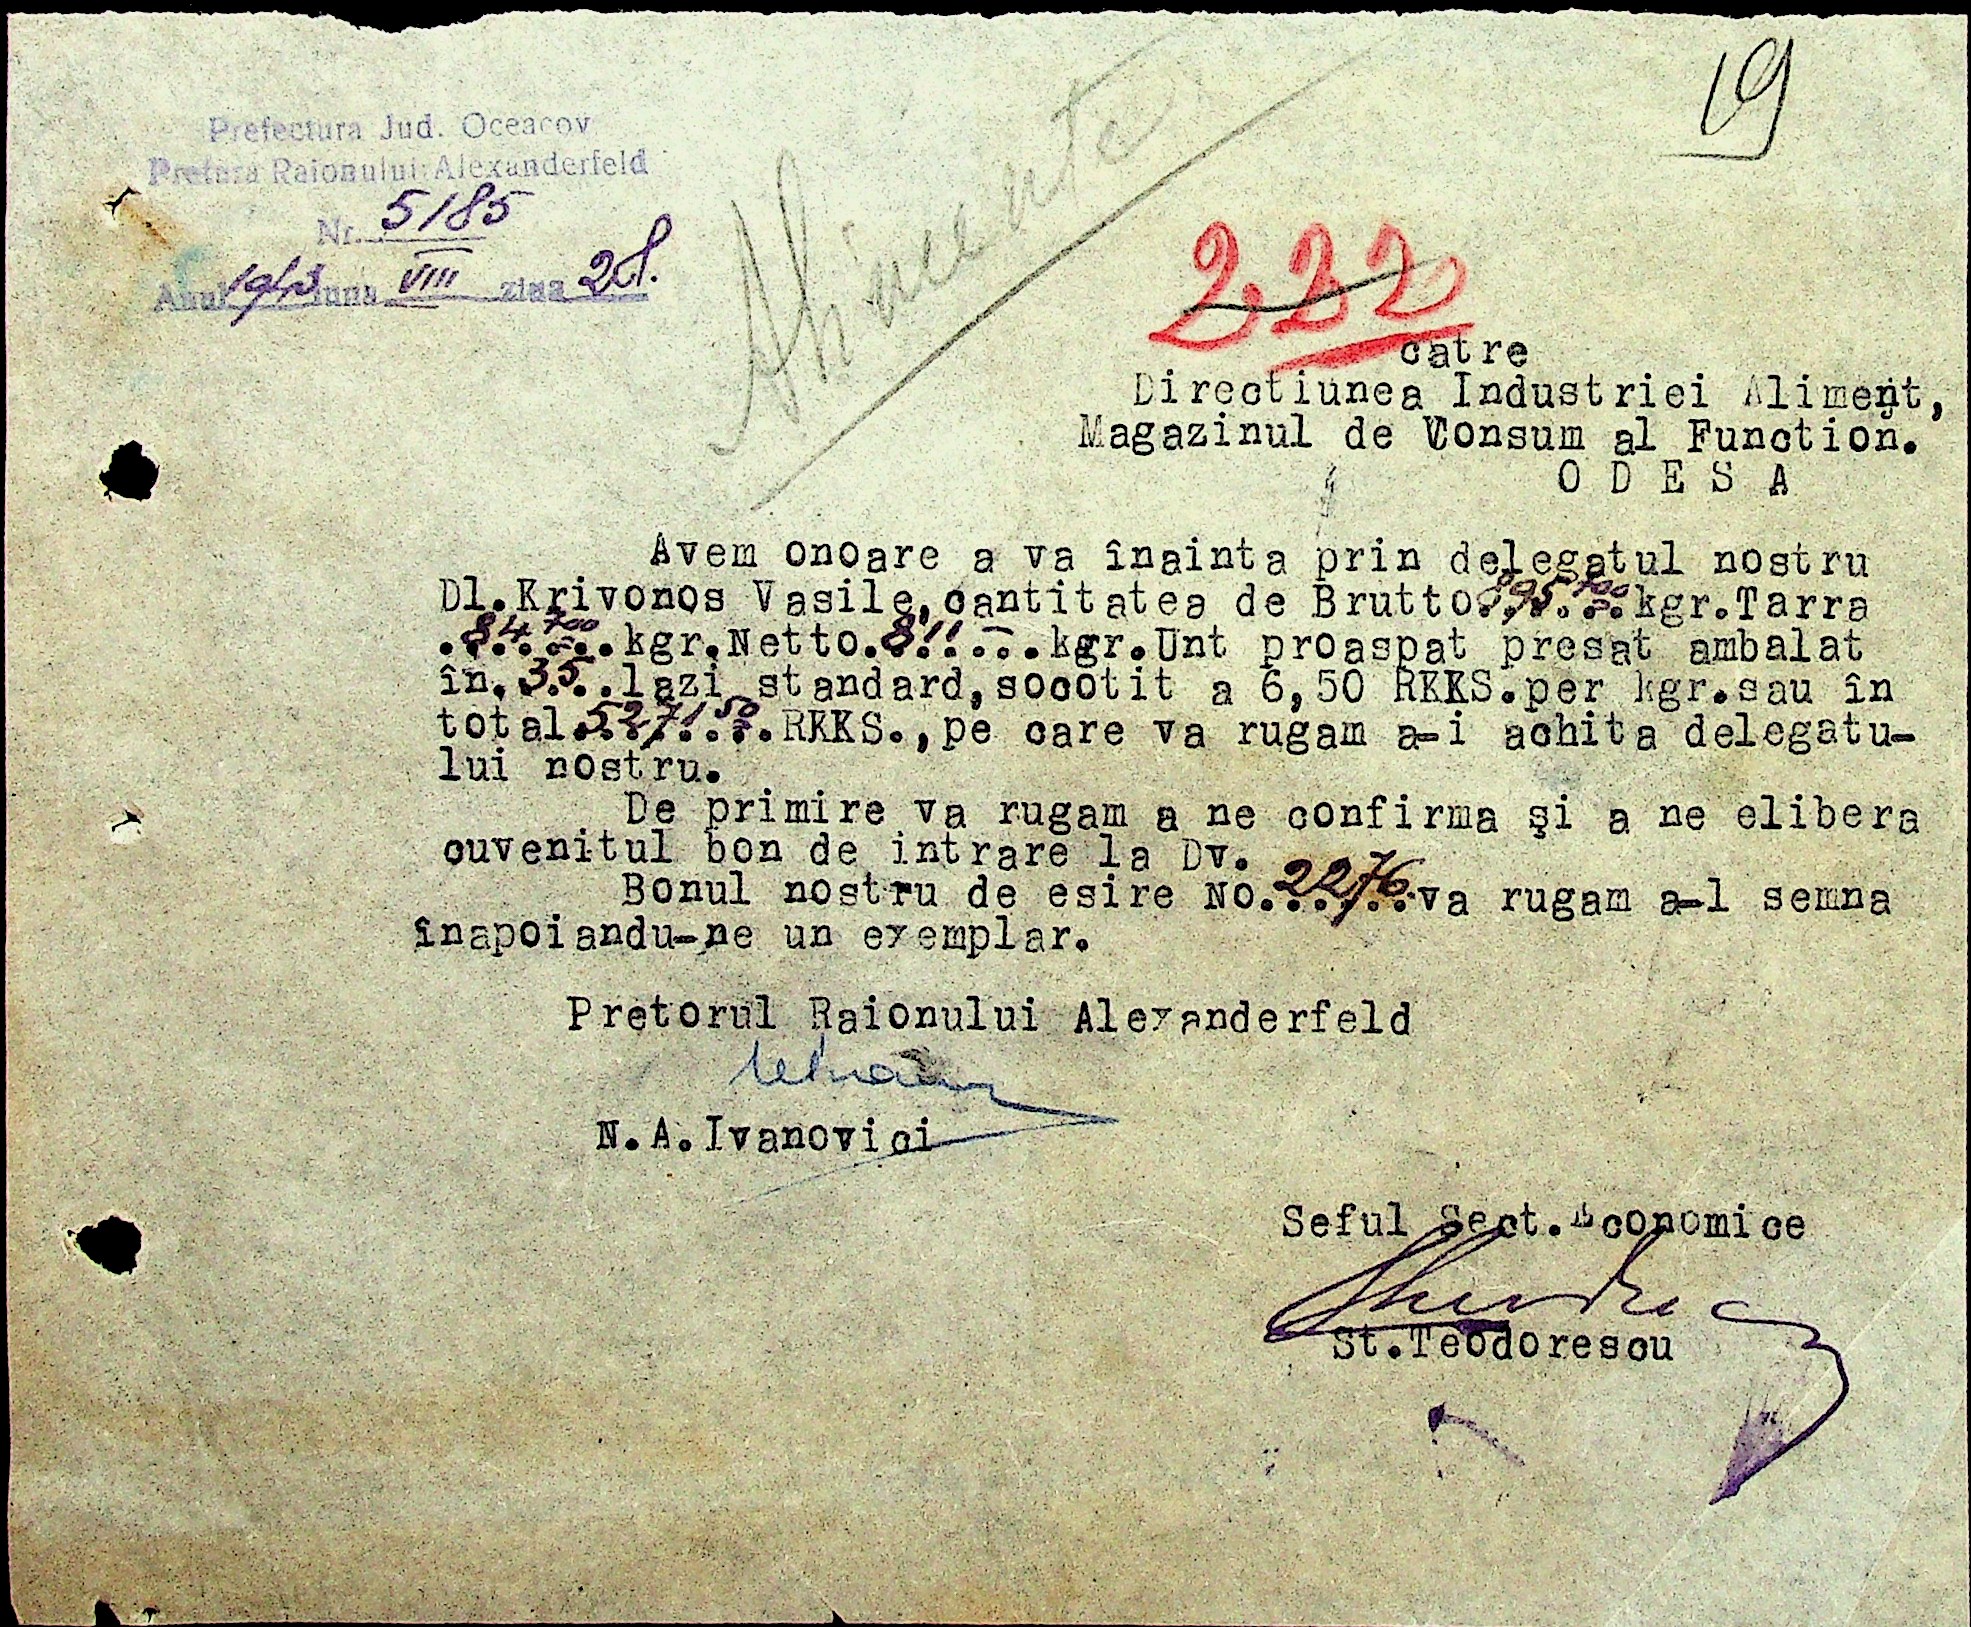 19
Prefectura Jud. Oceacov
Pretura Raionului Alexanderfeld
Nr. 5185
Anul 1943 luna VIII ziua 28.
Alimente
222
catre
Directiunea Industriei Aliment,
Magazinul de Consum al Function.
O D E S A
Avem onoare a va înainta prin delegatul nostru
Dl.Krivonos Vasile,cantitatea de Brutto.895,700.kgr.Tarra
.84,700.kgr.Netto.811.-.kgr.Unt proaspat presat ambalat
în.35.lazi standard,socotit a 6,50 RKKS.per kgr.sau în
total.5271,50.RKKS.,pe care va rugam a-i achita delegatu-
lui nostru.
De primire va rugam a ne confirma şi a ne elibera
cuvenitul bon de intrare la Dv.
Bonul nostru de esire No.2276.va rugam a-l semna
înapoiandu-ne un exemplar.
Pretorul Raionului Alexanderfeld
N.A.Ivanovici
Seful Sect.Economice
St.Teodorescu